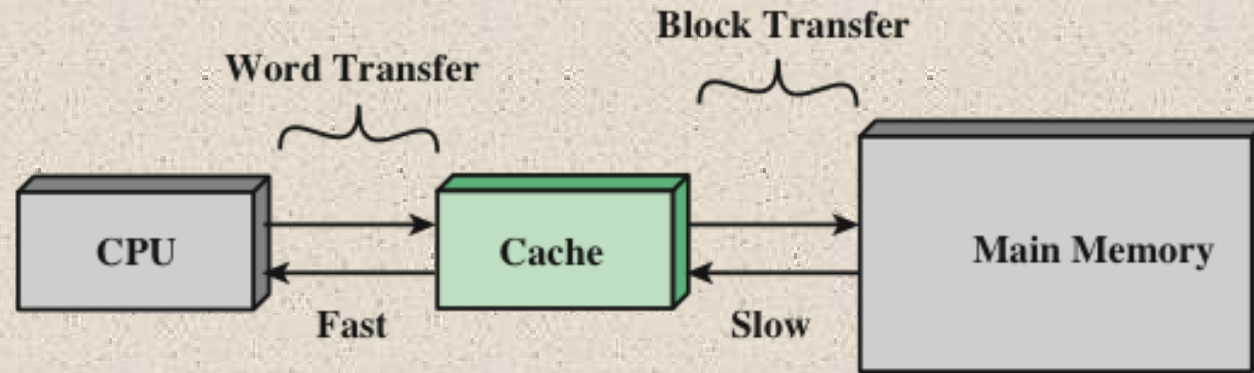 Block Transfer
Word Transfer
CPU
Cache
Main Memory
Fast
Slow